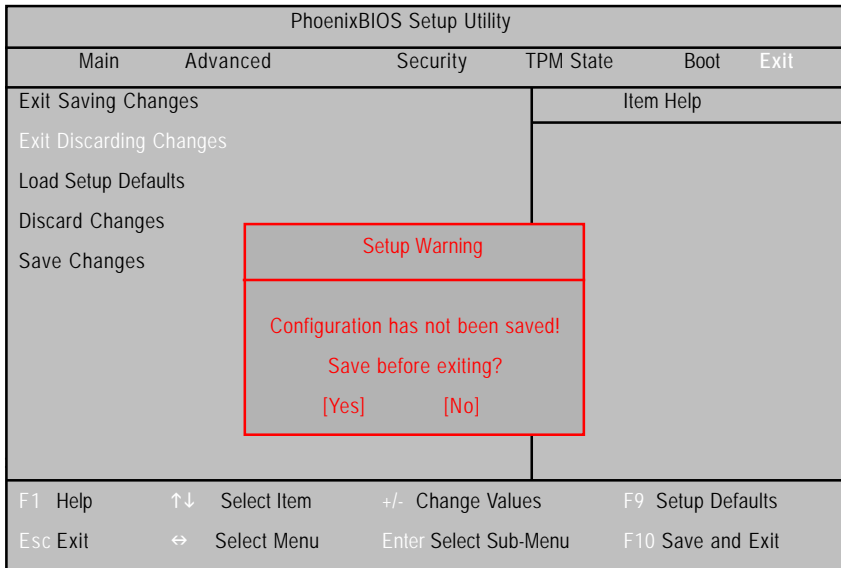 PhoenixBIOS Setup Utility
Main Advanced Security TPM State Boot Exit
Exit Saving Changes
Item Help
Exit Discarding Changes
Load Setup Defaults
Discard Changes
Save Changes
Setup Warning
Configuration has not been saved!
Save before exiting?
[Yes] [No]
F1 Help ↑↓ Select Item +/- Change Values F9 Setup Defaults
Esc Exit ↔ Select Menu Enter Select Sub-Menu F10 Save and Exit